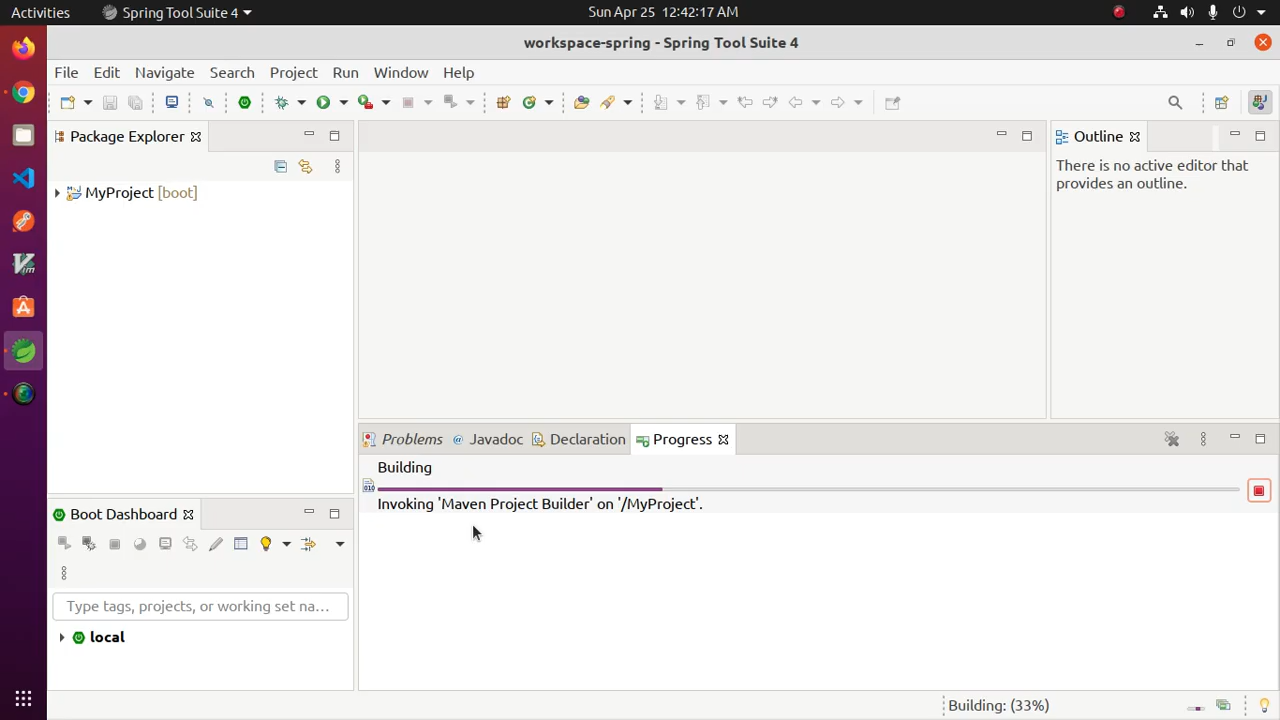 Activities
Spring Tool Suite 4
Sun Apr 25 12:42:17 AM
workspace-spring - Spring Tool Suite 4
File Edit Navigate Search Project Run Window Help
Package Explorer
MyProject [boot]
Outline
There is no active editor that
provides an outline.
Problems
Javadoc
Declaration
Progress
Building
010
Invoking 'Maven Project Builder' on '/MyProject'.
Boot Dashboard
Type tags, projects, or working set na...
local
Building: (33%)